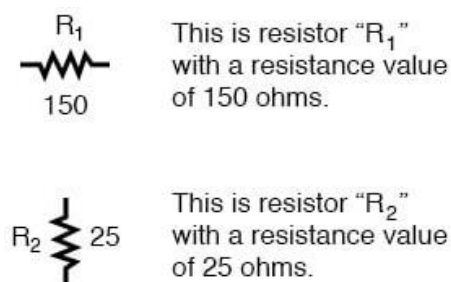 R₁
150
This is resistor “R₁”
with a resistance value
of 150 ohms.
R₂ 25
This is resistor “R₂”
with a resistance value
of 25 ohms.